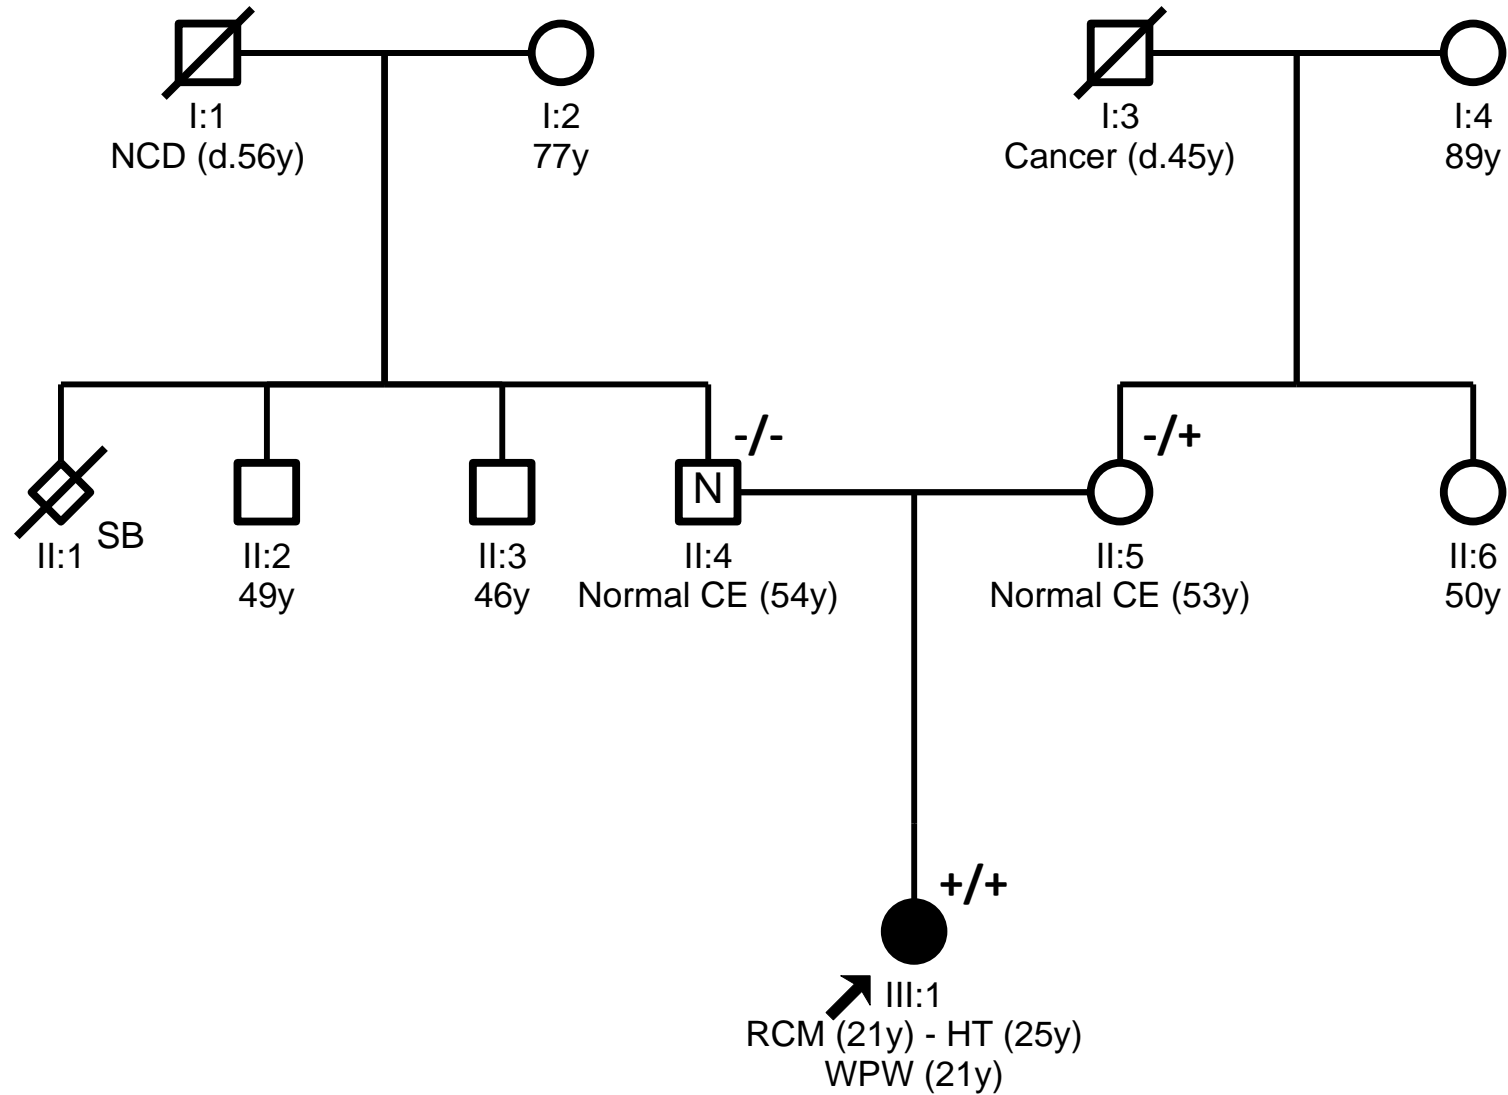 I:1
NCD (d.56y)
I:2
77y
I:3
Cancer (d.45y)
I:4
89y
II:1
SB
II:2
49y
II:3
46y
-/-
N
II:4
Normal CE (54y)
-/+
II:5
Normal CE (53y)
II:6
50y
+/+
III:1
RCM (21y) - HT (25y)
WPW (21y)